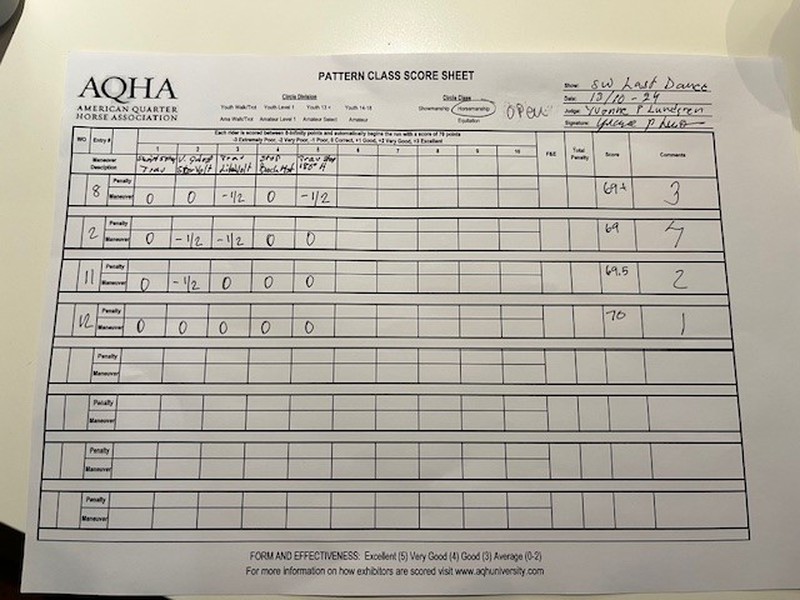 PATTERN CLASS SCORE SHEET
AQHA
AMERICAN QUARTER
HORSE ASSOCIATION
Circle Division
Youth Walk/Trot Youth Level 1 Youth 13 & Youth 14-18
Ama Walk/Trot Amateur Level 1 Amateur Select Amateur
Circle Class
Showmanship Horsemanship
Equitation
OPEN
Show: SW Last Dance
Date: 13/10-24
Judge: Yvonne P Lundgren
Signature:
Each rider is scored between 0-Infinity points and automatically begins the run with a score of 70 points
-3 Extremely Poor, -2 Very Poor, -1 Poor, 0 Correct, +1 Good, +2 Very Good, +3 Excellent
W/O Entry # 1 2 3 4 5 6 7 8 9 10 F&E Total Penalty Score Comments
Maneuver Description
8 Penalty 69+ 3
Maneuver 0 0 -1/2 0 -1/2
2 Penalty 69 4
Maneuver 0 -1/2 -1/2 0 0
11 Penalty 69.5 2
Maneuver 0 -1/2 0 0 0
12 Penalty 70 1
Maneuver 0 0 0 0 0
Penalty
Maneuver
Penalty
Maneuver
Penalty
Maneuver
Penalty
Maneuver
FORM AND EFFECTIVENESS: Excellent (5) Very Good (4) Good (3) Average (0-2)
For more information on how exhibitors are scored visit www.aqhuniversity.com